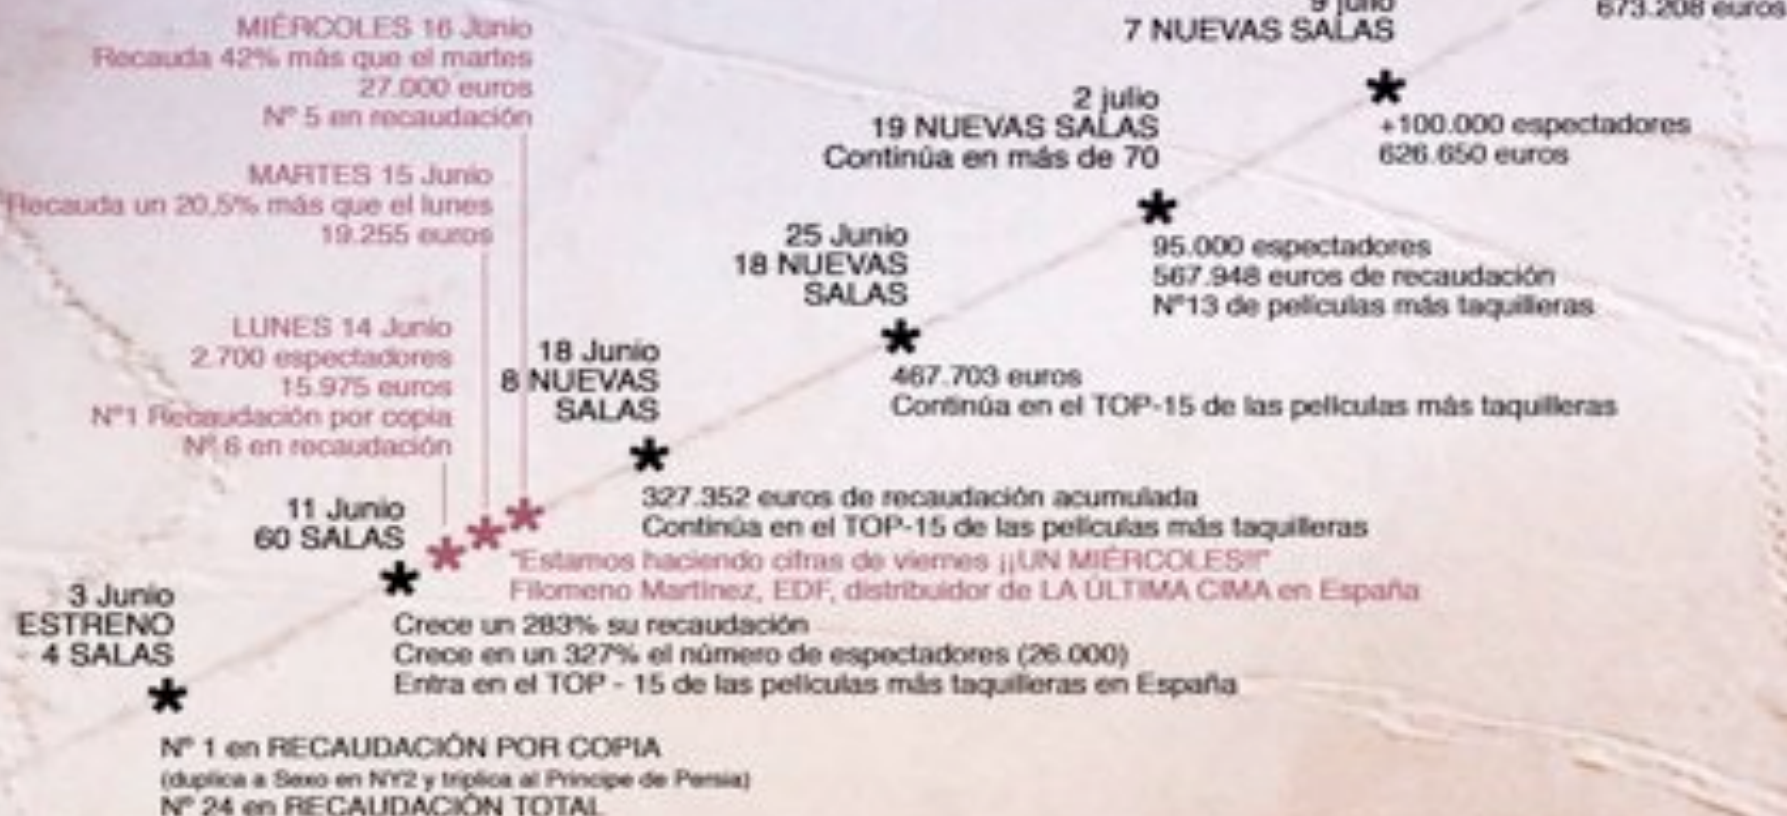 MIÉRCOLES 16 Junio
Recauda 42% más que el martes
27.000 euros
Nº 5 en recaudación
MARTES 15 Junio
Recauda un 20,5% más que el lunes
19.255 euros
LUNES 14 Junio
2.700 espectadores
15.975 euros
Nº1 Recaudación por copia
Nº 6 en recaudación
9 julio
7 NUEVAS SALAS
673.208 euros
+100.000 espectadores
626.650 euros
2 julio
19 NUEVAS SALAS
Continúa en más de 70
95.000 espectadores
567.948 euros de recaudación
Nº13 de películas más taquilleras
25 Junio
18 NUEVAS
SALAS
467.703 euros
Continúa en el TOP-15 de las películas más taquilleras
18 Junio
8 NUEVAS
SALAS
327.352 euros de recaudación acumulada
Continúa en el TOP-15 de las películas más taquilleras
"Estamos haciendo cifras de viernes ¡¡UN MIÉRCOLES!!"
Filomeno Martínez, EDF, distribuidor de LA ÚLTIMA CIMA en España
11 Junio
60 SALAS
Crece un 283% su recaudación
Crece en un 327% el número de espectadores (26.000)
Entra en el TOP - 15 de las películas más taquilleras en España
3 Junio
ESTRENO
4 SALAS
Nº 1 en RECAUDACIÓN POR COPIA
(duplica a Sexo en NY2 y triplica al Principe de Persia)
Nº 24 en RECAUDACIÓN TOTAL